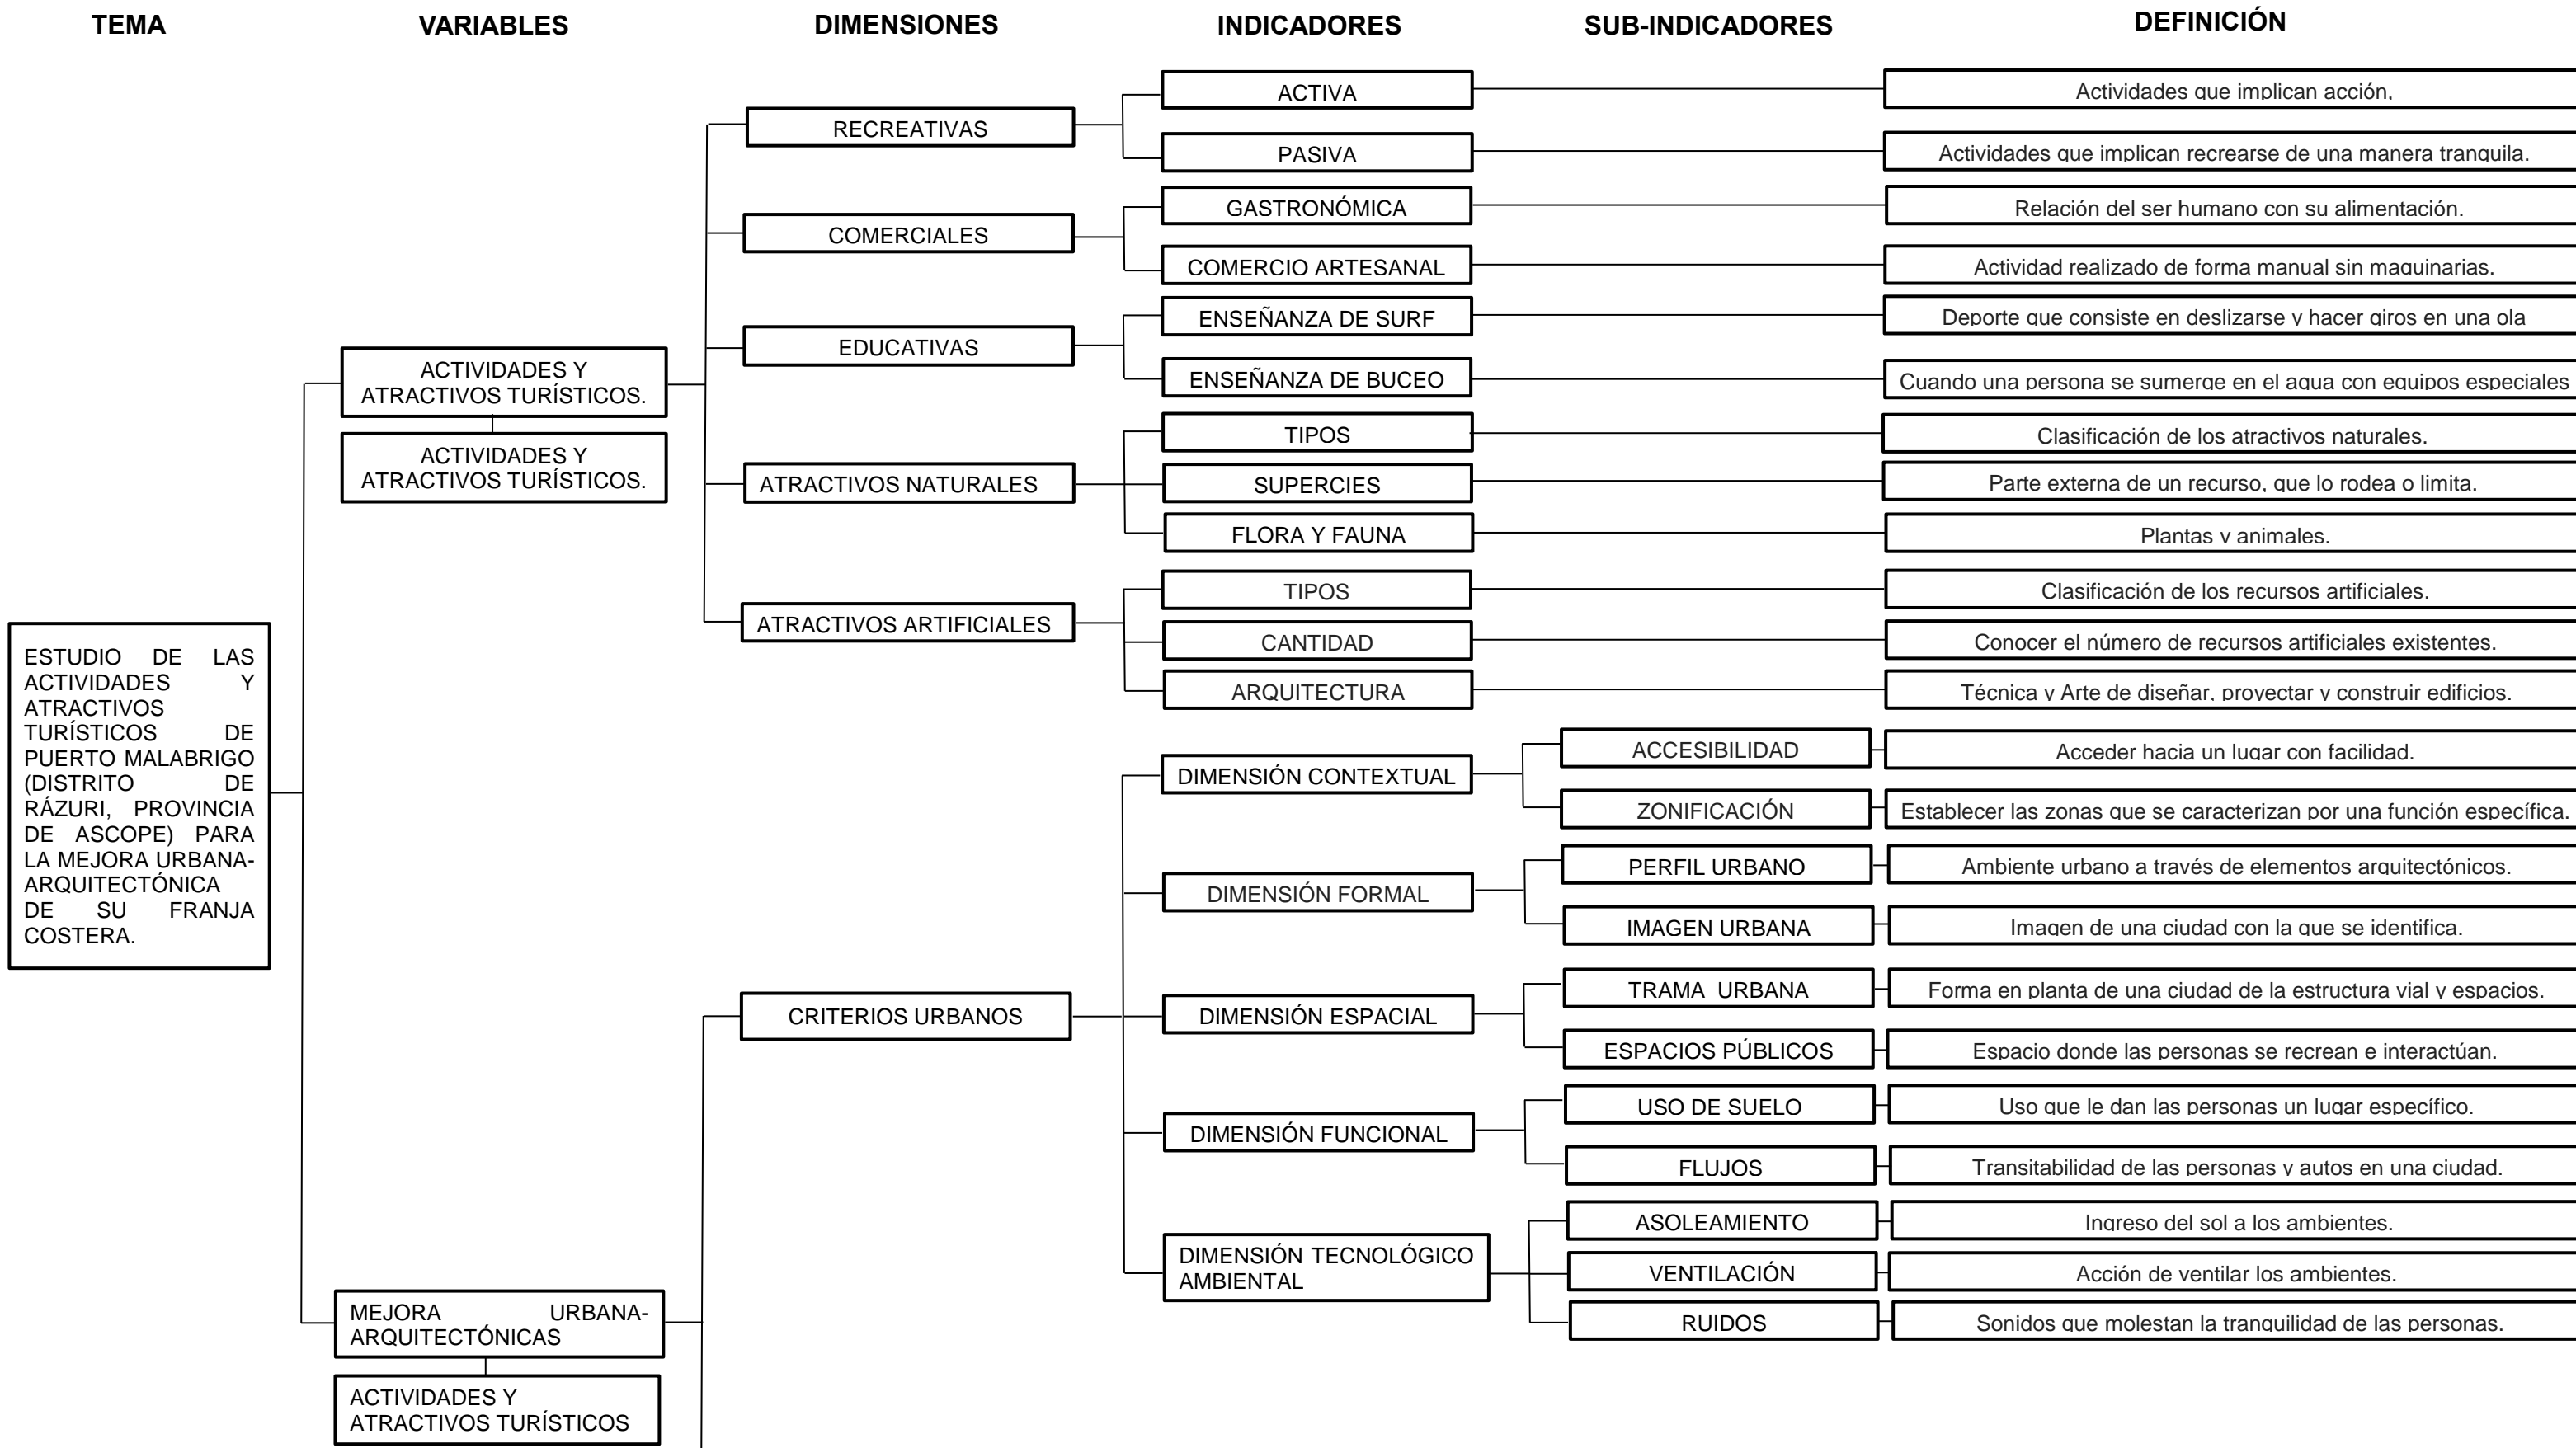 TEMA
VARIABLES
DIMENSIONES
INDICADORES
SUB-INDICADORES
DEFINICIÓN
ESTUDIO DE LAS
ACTIVIDADES Y
ATRACTIVOS
TURÍSTICOS DE
PUERTO MALABRIGO
(DISTRITO DE
RÁZURI, PROVINCIA
DE ASCOPE) PARA
LA MEJORA URBANA-
ARQUITECTÓNICA
DE SU FRANJA
COSTERA.
ACTIVIDADES Y
ATRACTIVOS TURÍSTICOS.
ACTIVIDADES Y
ATRACTIVOS TURÍSTICOS.
RECREATIVAS
ACTIVA
Actividades que implican acción.
PASIVA
Actividades que implican recrearse de una manera tranquila.
COMERCIALES
GASTRONÓMICA
Relación del ser humano con su alimentación.
COMERCIO ARTESANAL
Actividad realizado de forma manual sin maquinarias.
EDUCATIVAS
ENSEÑANZA DE SURF
Deporte que consiste en deslizarse y hacer giros en una ola
ENSEÑANZA DE BUCEO
Cuando una persona se sumerge en el agua con equipos especiales
ATRACTIVOS NATURALES
TIPOS
Clasificación de los atractivos naturales.
SUPERCIES
Parte externa de un recurso, que lo rodea o limita.
FLORA Y FAUNA
Plantas y animales.
ATRACTIVOS ARTIFICIALES
TIPOS
Clasificación de los recursos artificiales.
CANTIDAD
Conocer el número de recursos artificiales existentes.
ARQUITECTURA
Técnica y Arte de diseñar, proyectar y construir edificios.
MEJORA URBANA-
ARQUITECTÓNICAS
ACTIVIDADES Y
ATRACTIVOS TURÍSTICOS
CRITERIOS URBANOS
DIMENSIÓN CONTEXTUAL
ACCESIBILIDAD
Acceder hacia un lugar con facilidad.
ZONIFICACIÓN
Establecer las zonas que se caracterizan por una función específica.
DIMENSIÓN FORMAL
PERFIL URBANO
Ambiente urbano a través de elementos arquitectónicos.
IMAGEN URBANA
Imagen de una ciudad con la que se identifica.
DIMENSIÓN ESPACIAL
TRAMA URBANA
Forma en planta de una ciudad de la estructura vial y espacios.
ESPACIOS PÚBLICOS
Espacio donde las personas se recrean e interactúan.
DIMENSIÓN FUNCIONAL
USO DE SUELO
Uso que le dan las personas un lugar específico.
FLUJOS
Transitabilidad de las personas y autos en una ciudad.
DIMENSIÓN TECNOLÓGICO
AMBIENTAL
ASOLEAMIENTO
Ingreso del sol a los ambientes.
VENTILACIÓN
Acción de ventilar los ambientes.
RUIDOS
Sonidos que molestan la tranquilidad de las personas.